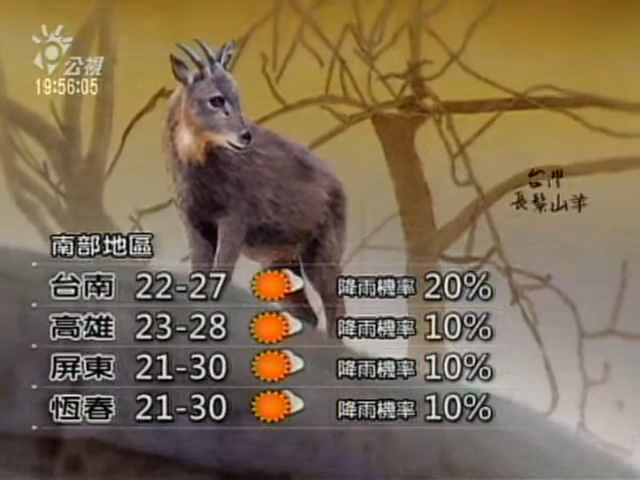 公視
19:56:05
台灣
長鬃山羊
南部地區
台南 22-27 降雨機率 20%
高雄 23-28 降雨機率 10%
屏東 21-30 降雨機率 10%
恆春 21-30 降雨機率 10%